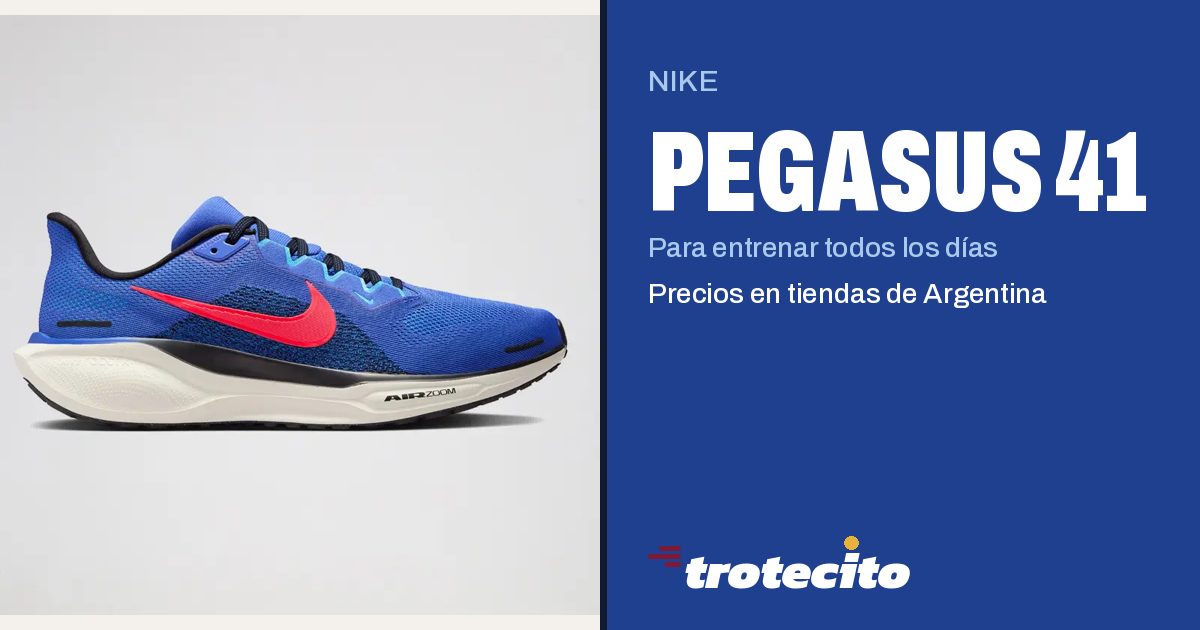 NIKE
PEGASUS 41
Para entrenar todos los días
Precios en tiendas de Argentina
AIR ZOOM
trotecito